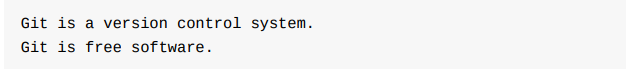 Git is a version control system.
Git is free software.